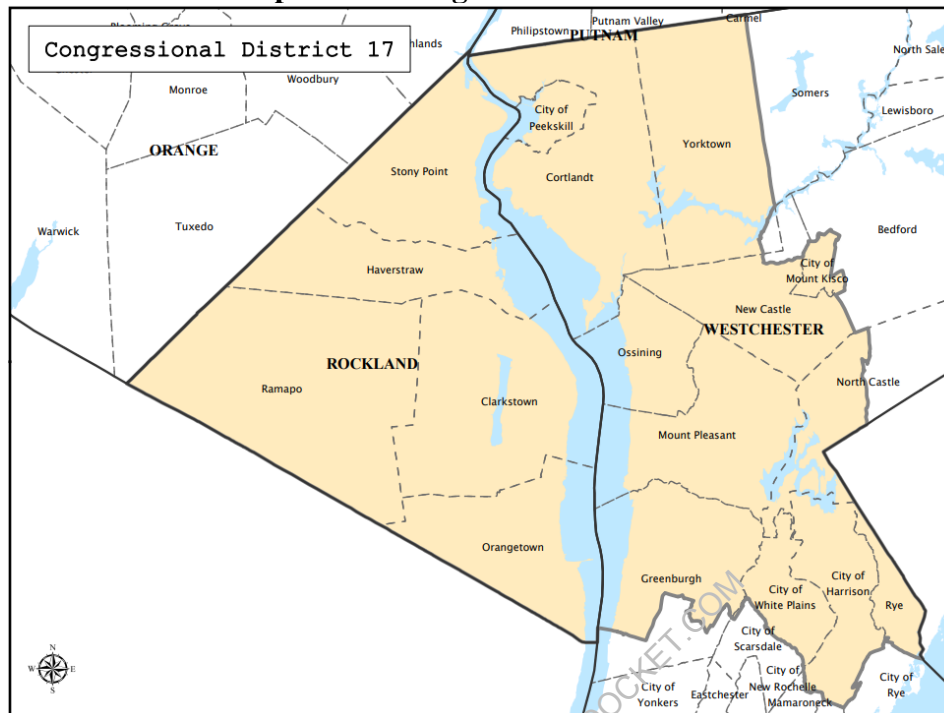 Congressional District 17
Philipstown
Putnam Valley
Carmel
PUTNAM
North Sale
Woodbury
Monroe
Somers
Lewisboro
City of
Peekskill
ORANGE
Yorktown
Stony Point
Cortlandt
Warwick
Tuxedo
Bedford
Haverstraw
City of
Mount Kisco
New Castle
WESTCHESTER
ROCKLAND
Ossining
Ramapo
North Castle
Clarkstown
Mount Pleasant
Orangetown
Greenburgh
City of
White Plains
City of
Harrison
Rye
City of
Scarsdale
N
W E
S
City of
Yonkers
Eastchester
City of
New Rochelle
Mamaroneck
City of
Rye
OCKET.COM